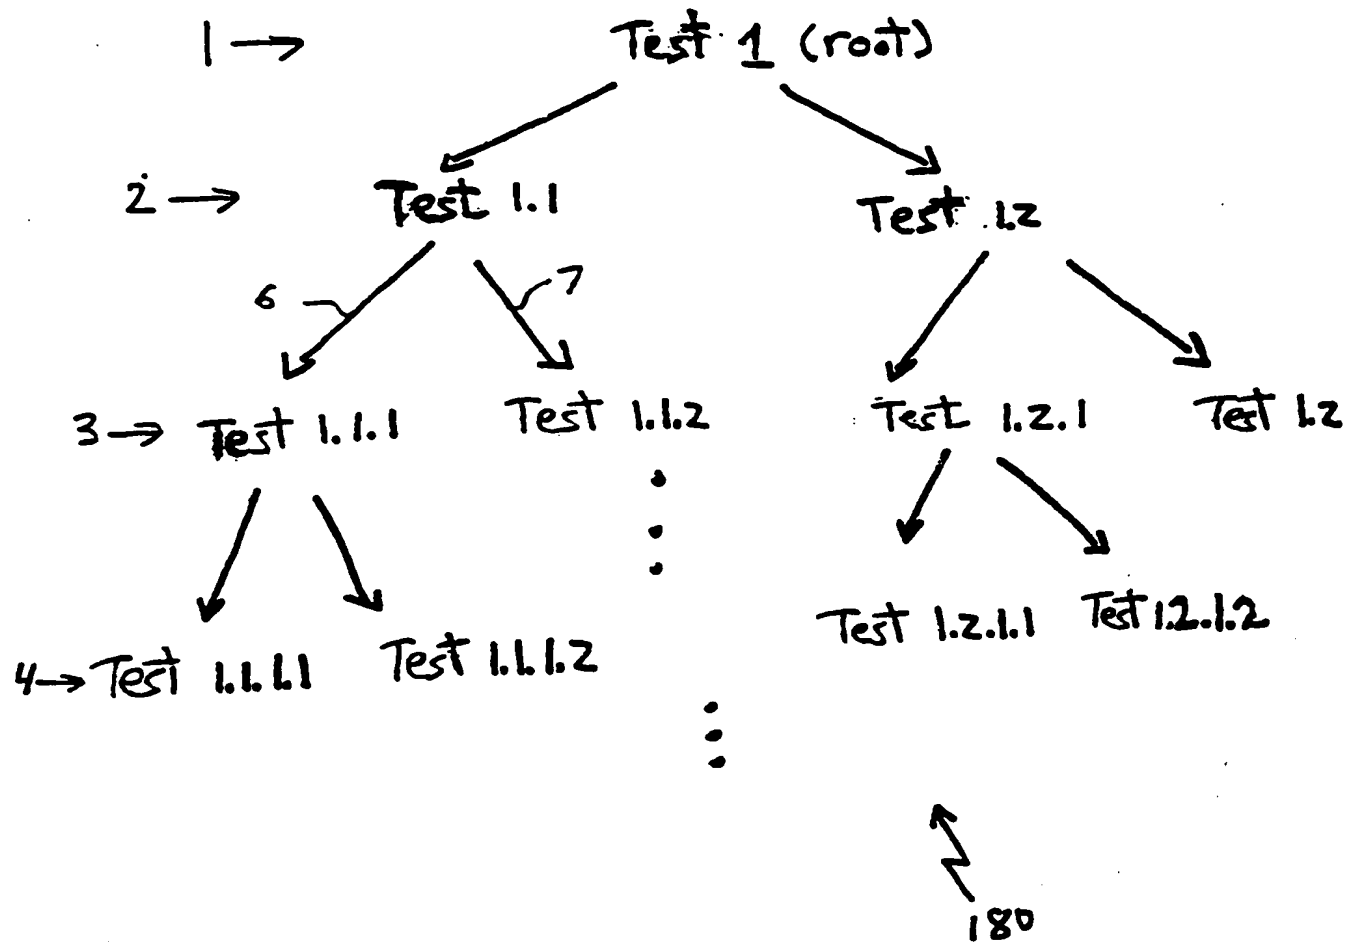 1 → Test 1 (root)
2 → Test 1.1 Test 1.2
6 7
3 → Test 1.1.1 Test 1.1.2 Test 1.2.1 Test 1.2
Test 1.2.1.1 Test 1.2.1.2
4 → Test 1.1.1.1 Test 1.1.1.2
180